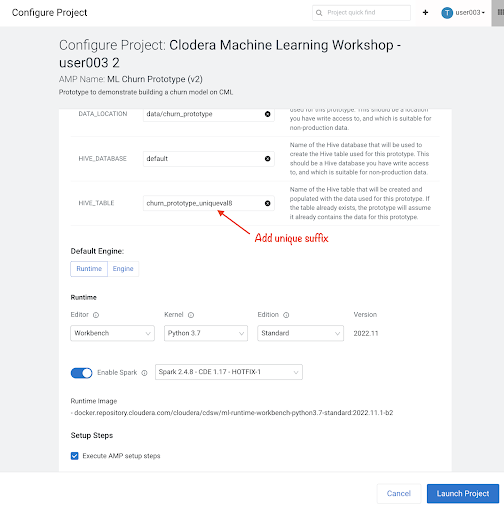 Configure Project
Project quick find
+
T user003
Configure Project: Clodera Machine Learning Workshop -
user003 2
AMP Name: ML Churn Prototype (v2)
Prototype to demonstrate building a churn model on CML
DATA_LOCATION
data/churn_prototype
used for this prototype. This should be a location
you have write access to, and which is suitable for
non-production data.
HIVE_DATABASE
default
Name of the Hive database that will be used to
create the Hive table used for this prototype. This
should be a Hive database you have write access
to, and which is suitable for non-production data.
HIVE_TABLE
churn_prototype_uniqueval8
Name of the Hive table that will be created and
populated with the data used for this prototype. If
the table already exists, the prototype will assume
it already contains the data for this prototype.
Add unique suffix
Default Engine:
Runtime Engine
Runtime
Editor Kernel Edition Version
Workbench Python 3.7 Standard 2022.11
Enable Spark Spark 2.4.8 - CDE 1.17 - HOTFIX-1
Runtime Image
- docker.repository.cloudera.com/cloudera/cdsw/ml-runtime-workbench-python3.7-standard:2022.11.1-b2
Setup Steps
Execute AMP setup steps
Cancel Launch Project